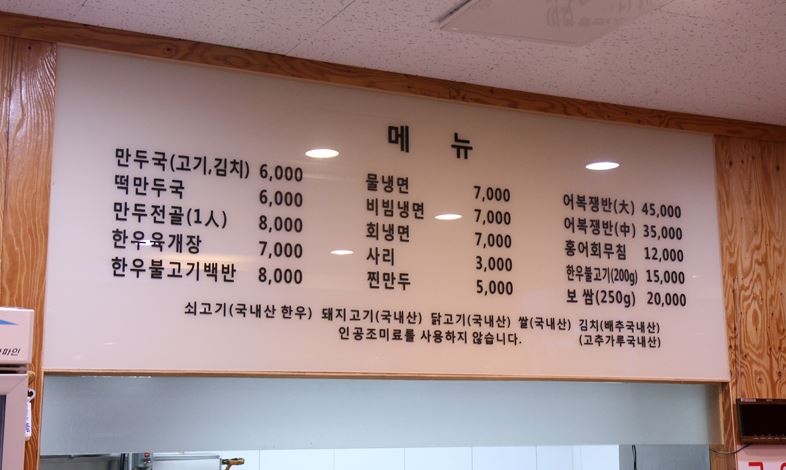 메 뉴
만두국(고기,김치) 6,000
떡만두국 6,000
만두전골(1人) 8,000
한우육개장 7,000
한우불고기백반 8,000
물냉면 7,000
비빔냉면 7,000
회냉면 7,000
사리 3,000
찐만두 5,000
어복쟁반(大) 45,000
어복쟁반(中) 35,000
홍어회무침 12,000
한우불고기(200g) 15,000
보 쌈(250g) 20,000
쇠고기(국내산 한우) 돼지고기(국내산) 닭고기(국내산) 쌀(국내산) 김치(배추국내산)
인공조미료를 사용하지 않습니다. (고추가루국내산)